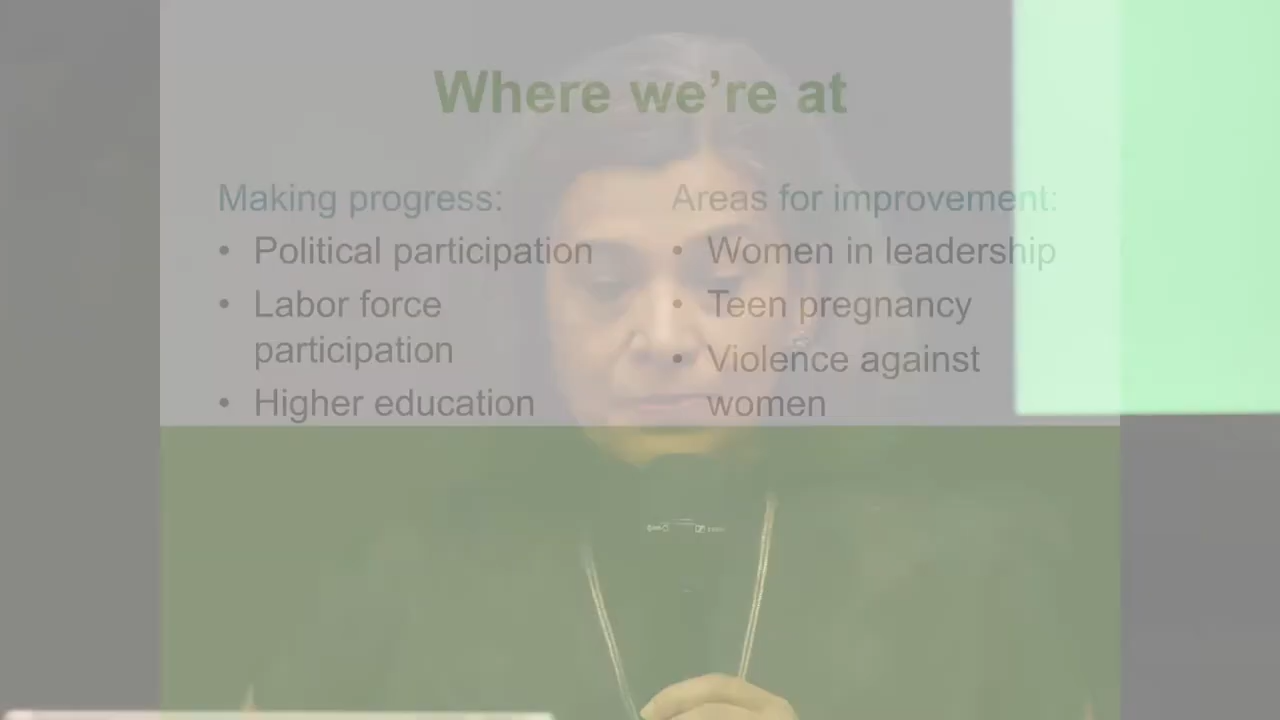 Where we're at
Making progress:
• Political participation
• Labor force
participation
• Higher education
Areas for improvement:
• Women in leadership
• Teen pregnancy
• Violence against
women